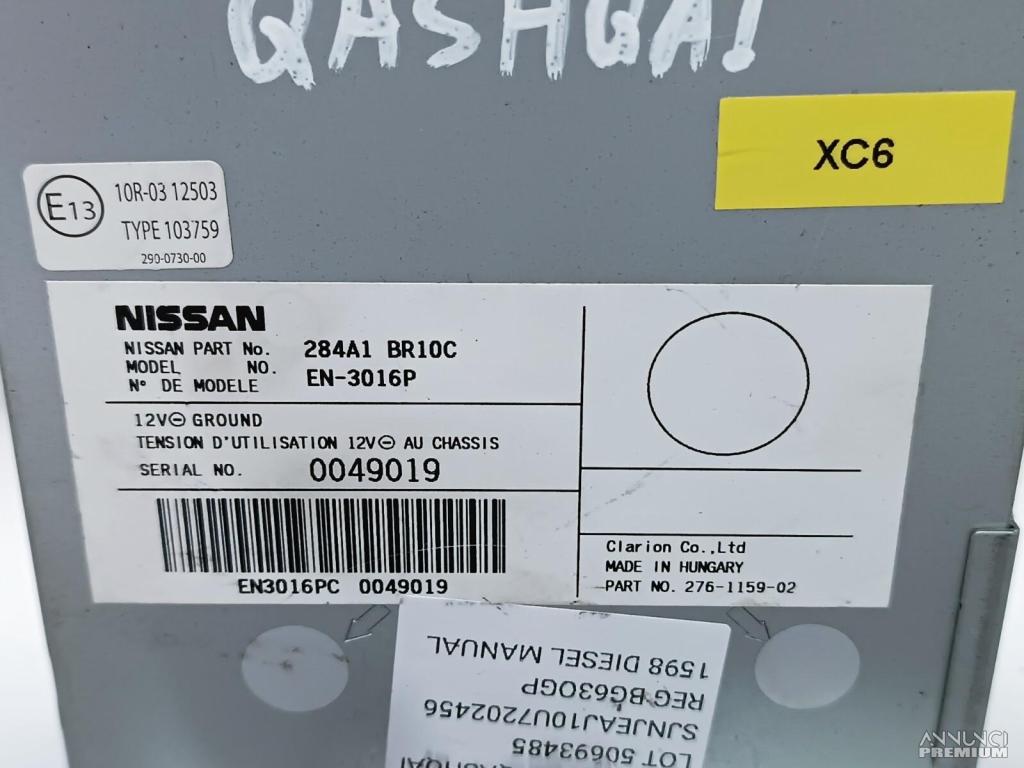 QASHQAI
XC6
E13
10R-03 12503
TYPE 103759
290-0730-00
NISSAN
NISSAN PART No. 284A1 BR10C
MODEL NO.
N° DE MODELE
EN-3016P
12V⊖ GROUND
TENSION D'UTILISATION 12V⊖ AU CHASSIS
SERIAL NO. 0049019
EN3016PC 0049019
Clarion Co.,Ltd
MADE IN HUNGARY
PART NO. 276-1159-02
QASHQAI
LOT 50693485
SJNJEAJ10U7202456
REG BG63OGP
1598 DIESEL MANUAL
ANNUNCI
PREMIUM